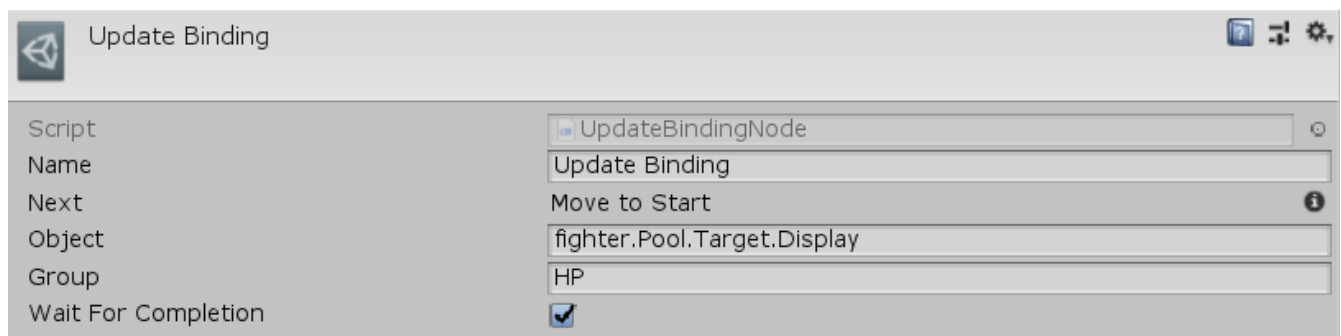 Update Binding
Script UpdateBindingNode
Name Update Binding
Next Move to Start
Object fighter.Pool.Target.Display
Group HP
Wait For Completion